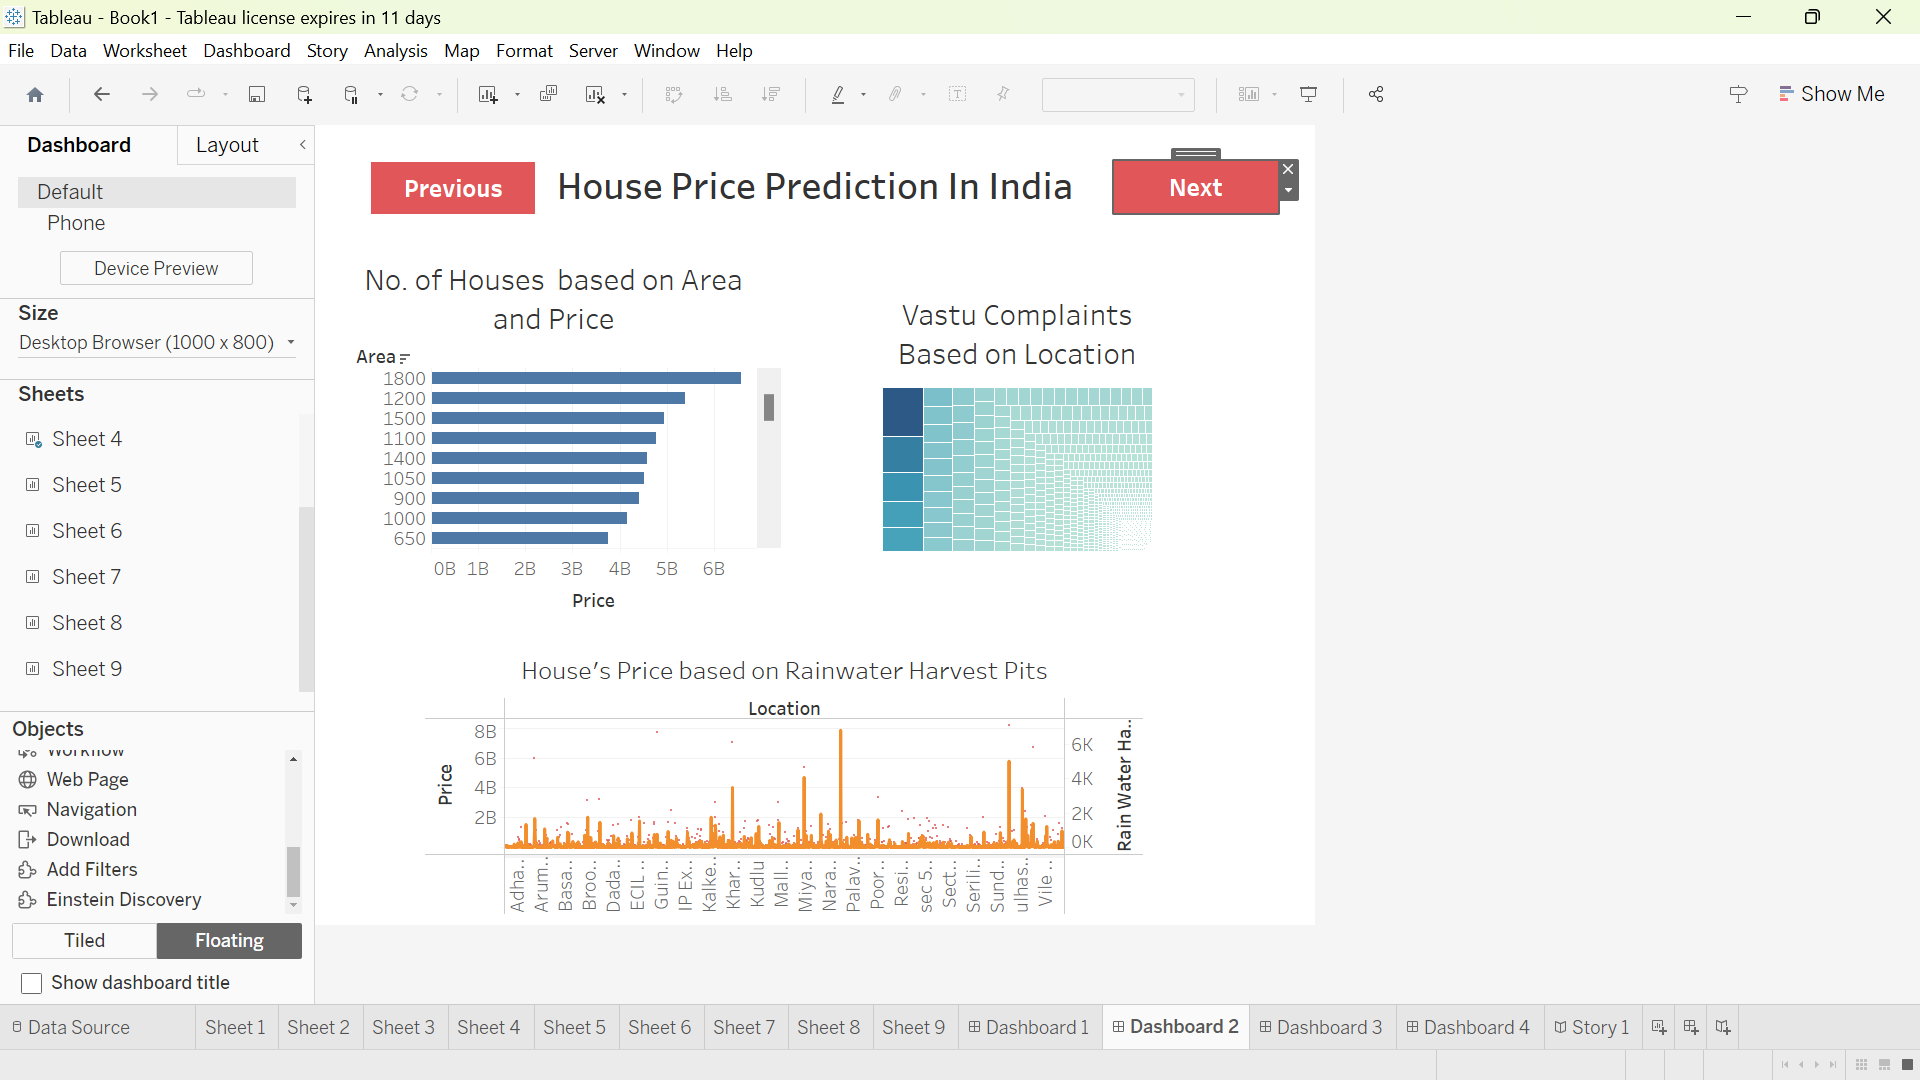 Tableau - Book1 - Tableau license expires in 11 days
File Data Worksheet Dashboard Story Analysis Map Format Server Window Help
Show Me
Dashboard Layout
Default
Phone
Device Preview
Size
Desktop Browser (1000 x 800)
Sheets
Sheet 4
Sheet 5
Sheet 6
Sheet 7
Sheet 8
Sheet 9
Objects
Workflow
Web Page
Navigation
Download
Add Filters
Einstein Discovery
Tiled Floating
Show dashboard title
Previous House Price Prediction In India Next
No. of Houses based on Area
and Price
Area
1800
1200
1500
1100
1400
1050
900
1000
650
0B 1B 2B 3B 4B 5B 6B
Price
Vastu Complaints
Based on Location
House's Price based on Rainwater Harvest Pits
Location
Price
8B
6B
4B
2B
6K
4K
2K
0K
Rain Water Ha..
Adha.. Arum.. Basa.. Broo.. Dada.. ECIL .. Guin.. IP Ex.. Kalke.. Khar.. Kudlu Mall.. Miya.. Nara.. Palav.. Poor.. Resi.. sec 5.. Sect.. Serili.. Sund.. ulhas.. Vile ..
Data Source Sheet 1 Sheet 2 Sheet 3 Sheet 4 Sheet 5 Sheet 6 Sheet 7 Sheet 8 Sheet 9 Dashboard 1 Dashboard 2 Dashboard 3 Dashboard 4 Story 1